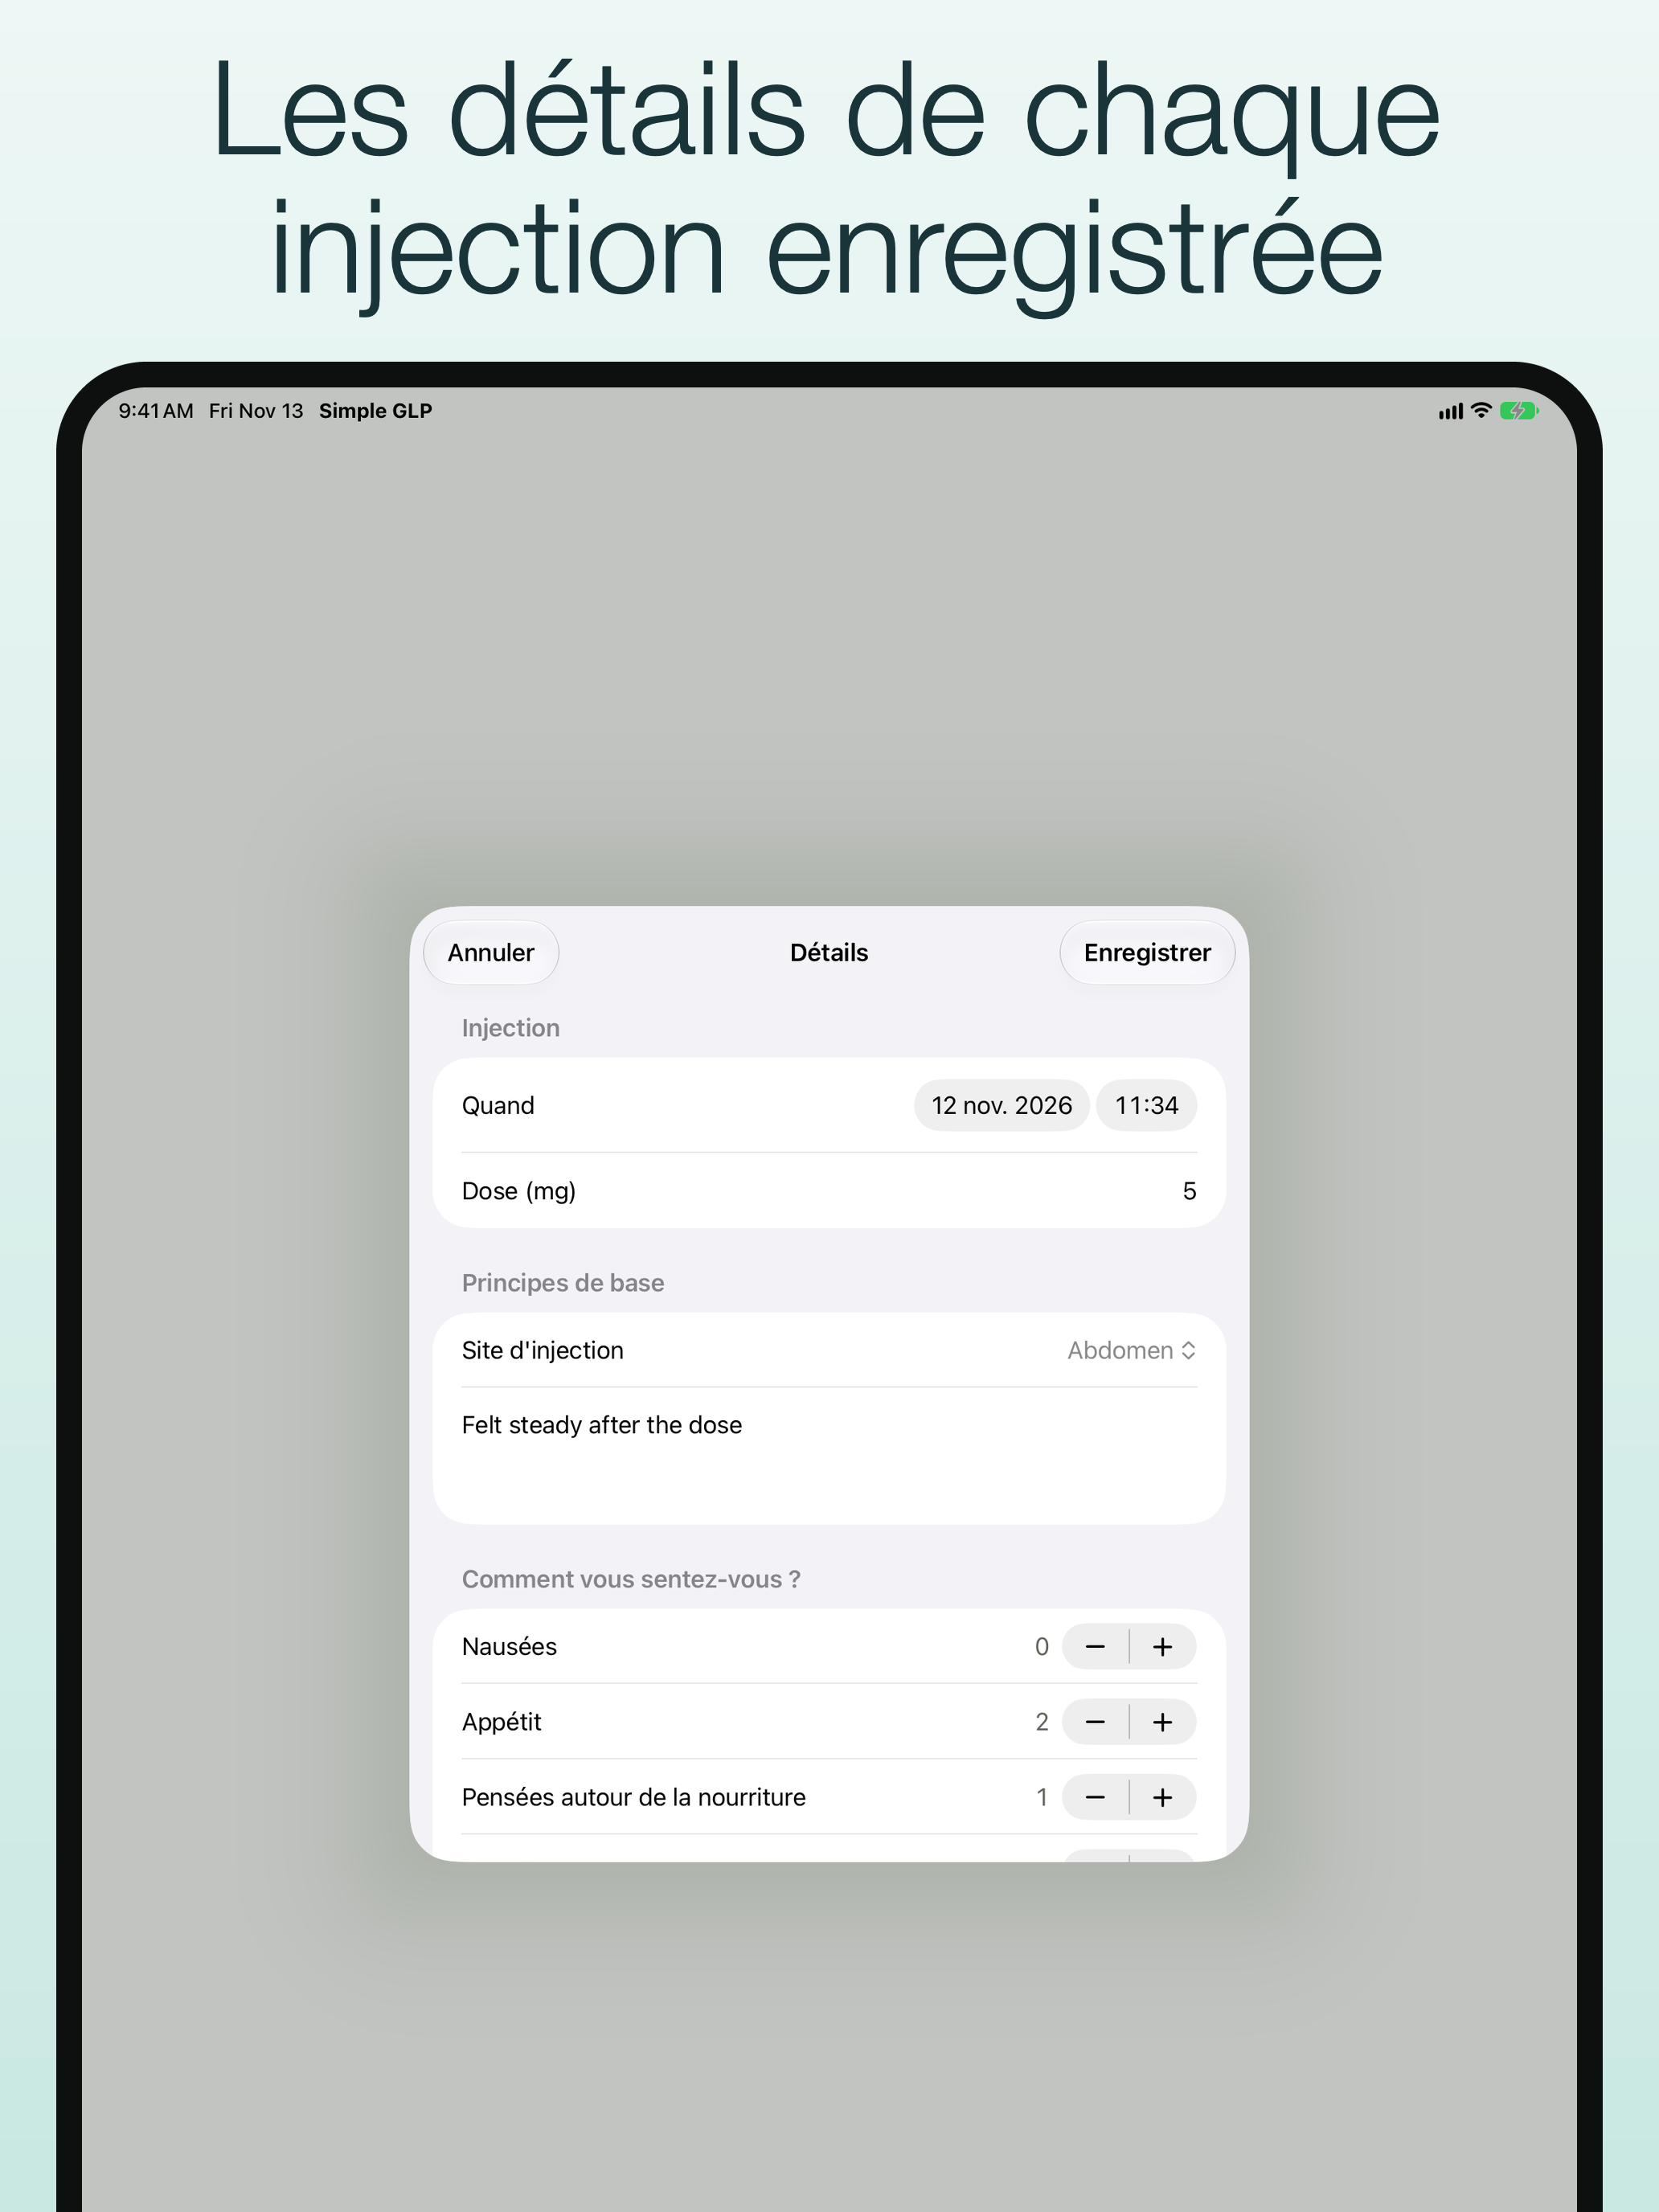 Les détails de chaque
injection enregistrée
9:41 AM Fri Nov 13 Simple GLP
Annuler Détails Enregistrer
Injection
Quand 12 nov. 2026 11:34
Dose (mg) 5
Principes de base
Site d'injection Abdomen
Felt steady after the dose
Comment vous sentez-vous ?
Nausées 0 − +
Appétit 2 − +
Pensées autour de la nourriture 1 − +